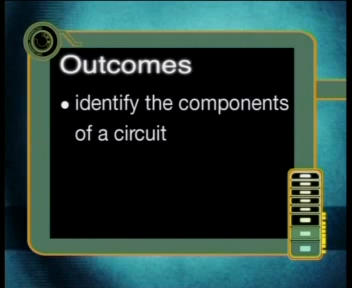 Outcomes
• identify the components
of a circuit